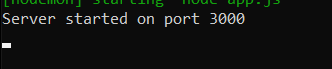 [nodemon] starting `node app.js`
Server started on port 3000